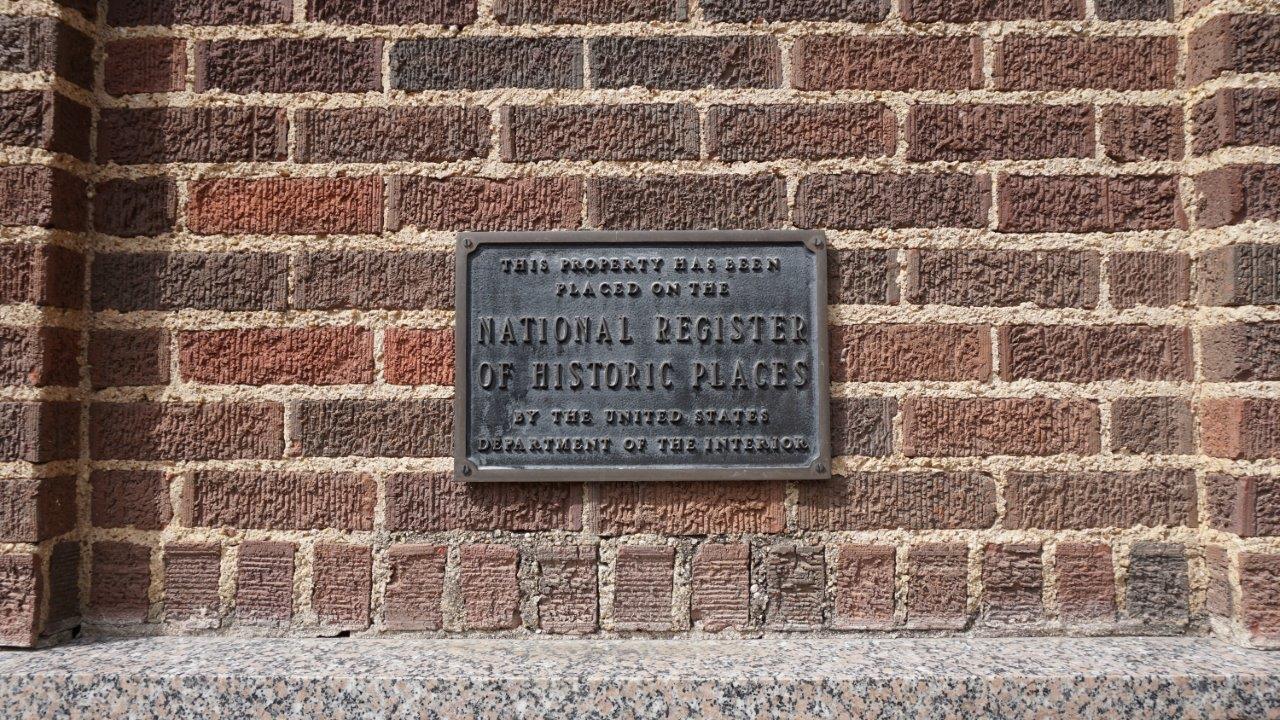 THIS PROPERTY HAS BEEN
PLACED ON THE
NATIONAL REGISTER
OF HISTORIC PLACES
BY THE UNITED STATES
DEPARTMENT OF THE INTERIOR